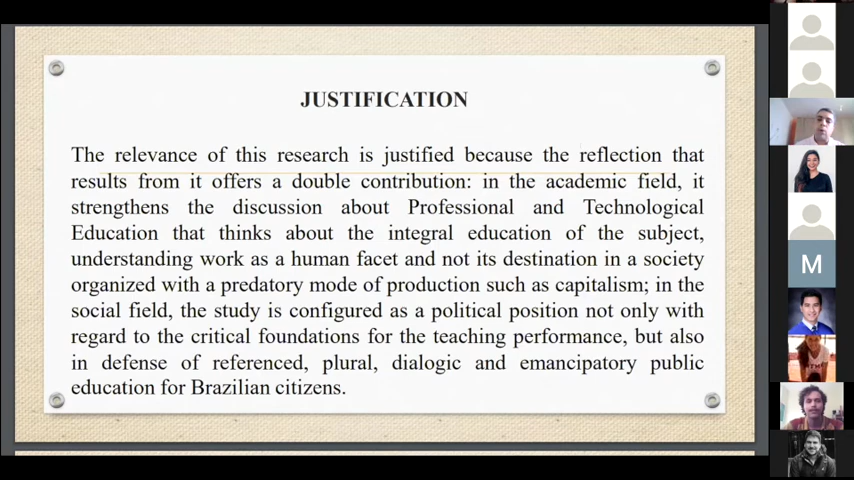 JUSTIFICATION
The relevance of this research is justified because the reflection that
results from it offers a double contribution: in the academic field, it
strengthens the discussion about Professional and Technological
Education that thinks about the integral education of the subject,
understanding work as a human facet and not its destination in a society
organized with a predatory mode of production such as capitalism; in the
social field, the study is configured as a political position not only with
regard to the critical foundations for the teaching performance, but also
in defense of referenced, plural, dialogic and emancipatory public
education for Brazilian citizens.
M